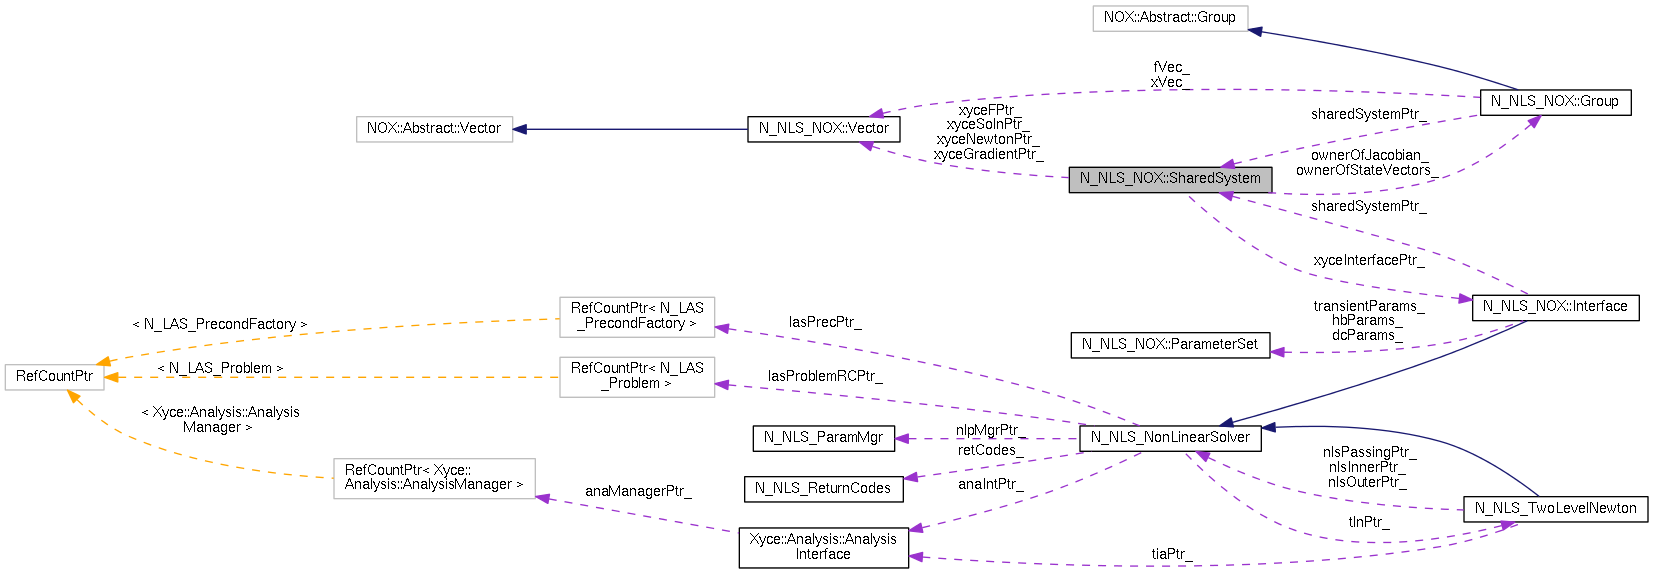 NOX::Abstract::Group
fVec_
xVec_
N_NLS_NOX::Group
xyceFPtr_
xyceSolnPtr_
xyceNewtonPtr_
xyceGradientPtr_
sharedSystemPtr_
NOX::Abstract::Vector
N_NLS_NOX::Vector
ownerOfJacobian_
ownerOfStateVectors_
N_NLS_NOX::SharedSystem
sharedSystemPtr_
xyceInterfacePtr_
N_NLS_NOX::Interface
transientParams_
hbParams_
dcParams_
N_NLS_NOX::ParameterSet
RefCountPtr< N_LAS
_PrecondFactory >
< N_LAS_PrecondFactory >
lasPrecPtr_
RefCountPtr
< N_LAS_Problem >
RefCountPtr< N_LAS
_Problem >
lasProblemRCPtr_
< Xyce::Analysis::Analysis
Manager >
N_NLS_ParamMgr
nlpMgrPtr_
N_NLS_NonLinearSolver
retCodes_
nlsPassingPtr_
nlsInnerPtr_
nlsOuterPtr_
RefCountPtr< Xyce::
Analysis::AnalysisManager >
anaManagerPtr_
N_NLS_ReturnCodes
anaIntPtr_
N_NLS_TwoLevelNewton
tlnPtr_
Xyce::Analysis::Analysis
Interface
tiaPtr_